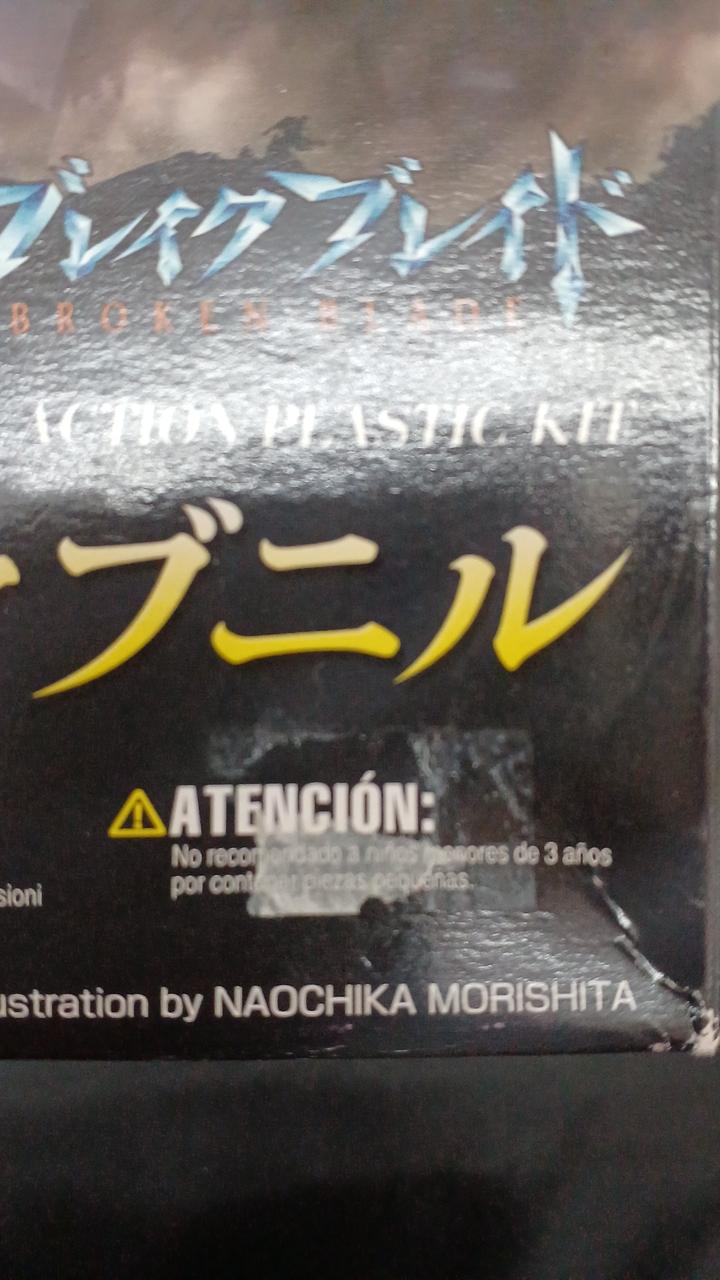 ブレイク ブレイド
BROKEN BLADE
ACTION PLASTIC KIT
ブニル
ATENCIÓN:
No recomendado a niños menores de 3 años
por contener piezas pequeñas.
sioni
ustration by NAOCHIKA MORISHITA